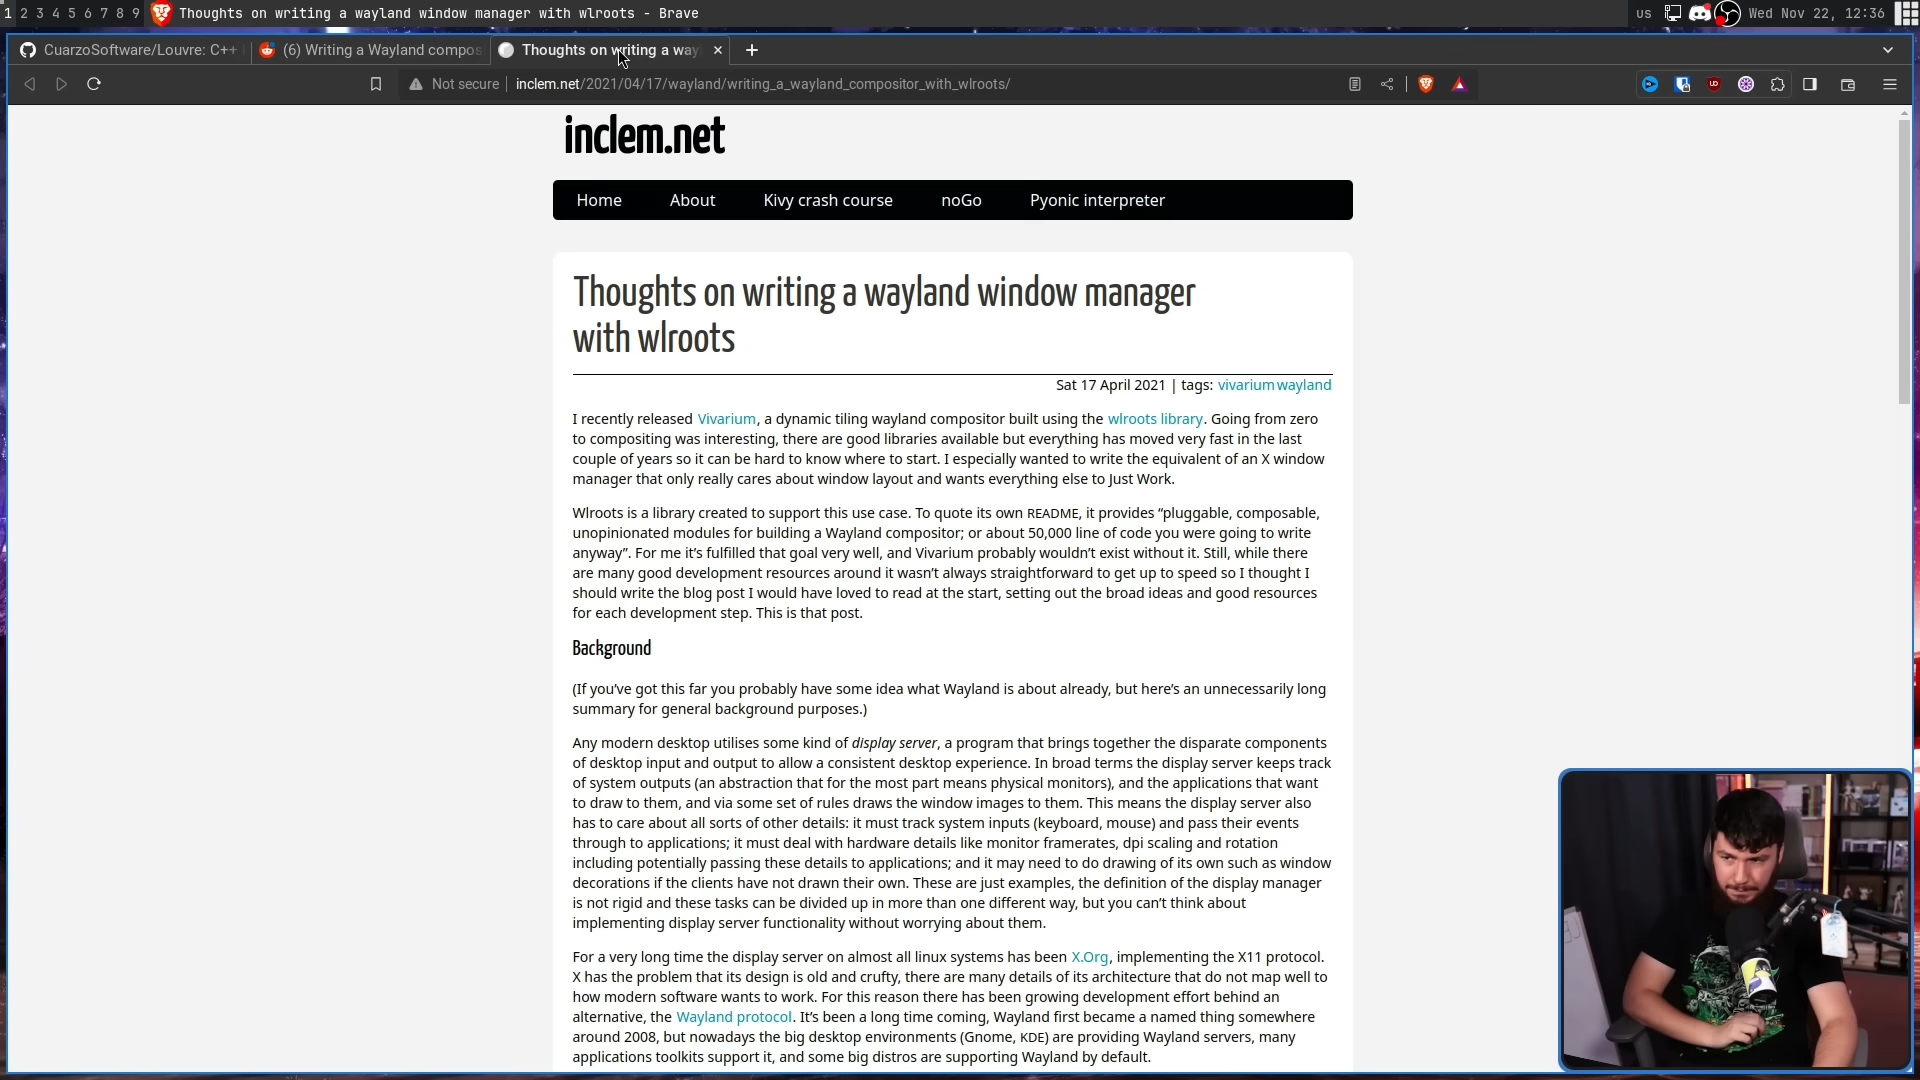 1 2 3 4 5 6 7 8 9 Thoughts on writing a wayland window manager with wlroots - Brave
us Wed Nov 22, 12:36
CuarzoSoftware/Louvre: C++
(6) Writing a Wayland compos
Thoughts on writing a way
Not secure inclem.net/2021/04/17/wayland/writing_a_wayland_compositor_with_wlroots/
inclem.net
Home About Kivy crash course noGo Pyonic interpreter
Thoughts on writing a wayland window manager
with wlroots
Sat 17 April 2021 | tags: vivarium wayland
I recently released Vivarium, a dynamic tiling wayland compositor built using the wlroots library. Going from zero
to compositing was interesting, there are good libraries available but everything has moved very fast in the last
couple of years so it can be hard to know where to start. I especially wanted to write the equivalent of an X window
manager that only really cares about window layout and wants everything else to Just Work.
Wlroots is a library created to support this use case. To quote its own README, it provides “pluggable, composable,
unopinionated modules for building a Wayland compositor; or about 50,000 line of code you were going to write
anyway”. For me it’s fulfilled that goal very well, and Vivarium probably wouldn’t exist without it. Still, while there
are many good development resources around it wasn’t always straightforward to get up to speed so I thought I
should write the blog post I would have loved to read at the start, setting out the broad ideas and good resources
for each development step. This is that post.
Background
(If you’ve got this far you probably have some idea what Wayland is about already, but here’s an unnecessarily long
summary for general background purposes.)
Any modern desktop utilises some kind of display server, a program that brings together the disparate components
of desktop input and output to allow a consistent desktop experience. In broad terms the display server keeps track
of system outputs (an abstraction that for the most part means physical monitors), and the applications that want
to draw to them, and via some set of rules draws the window images to them. This means the display server also
has to care about all sorts of other details: it must track system inputs (keyboard, mouse) and pass their events
through to applications; it must deal with hardware details like monitor framerates, dpi scaling and rotation
including potentially passing these details to applications; and it may need to do drawing of its own such as window
decorations if the clients have not drawn their own. These are just examples, the definition of the display manager
is not rigid and these tasks can be divided up in more than one different way, but you can’t think about
implementing display server functionality without worrying about them.
For a very long time the display server on almost all linux systems has been X.Org, implementing the X11 protocol.
X has the problem that its design is old and crufty, there are many details of its architecture that do not map well to
how modern software wants to work. For this reason there has been growing development effort behind an
alternative, the Wayland protocol. It’s been a long time coming, Wayland first became a named thing somewhere
around 2008, but nowadays the big desktop environments (Gnome, KDE) are providing Wayland servers, many
applications toolkits support it, and some big distros are supporting Wayland by default.